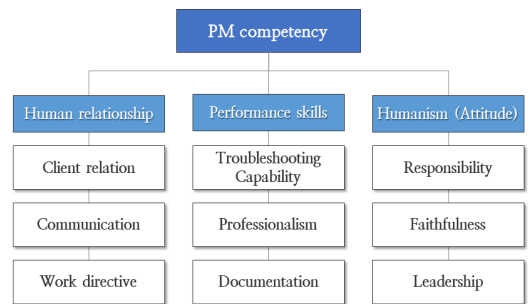 PM competency
Human relationship
Performance skills
Humanism (Attitude)
Client relation
Troubleshooting
Capability
Responsibility
Communication
Professionalism
Faithfulness
Work directive
Documentation
Leadership